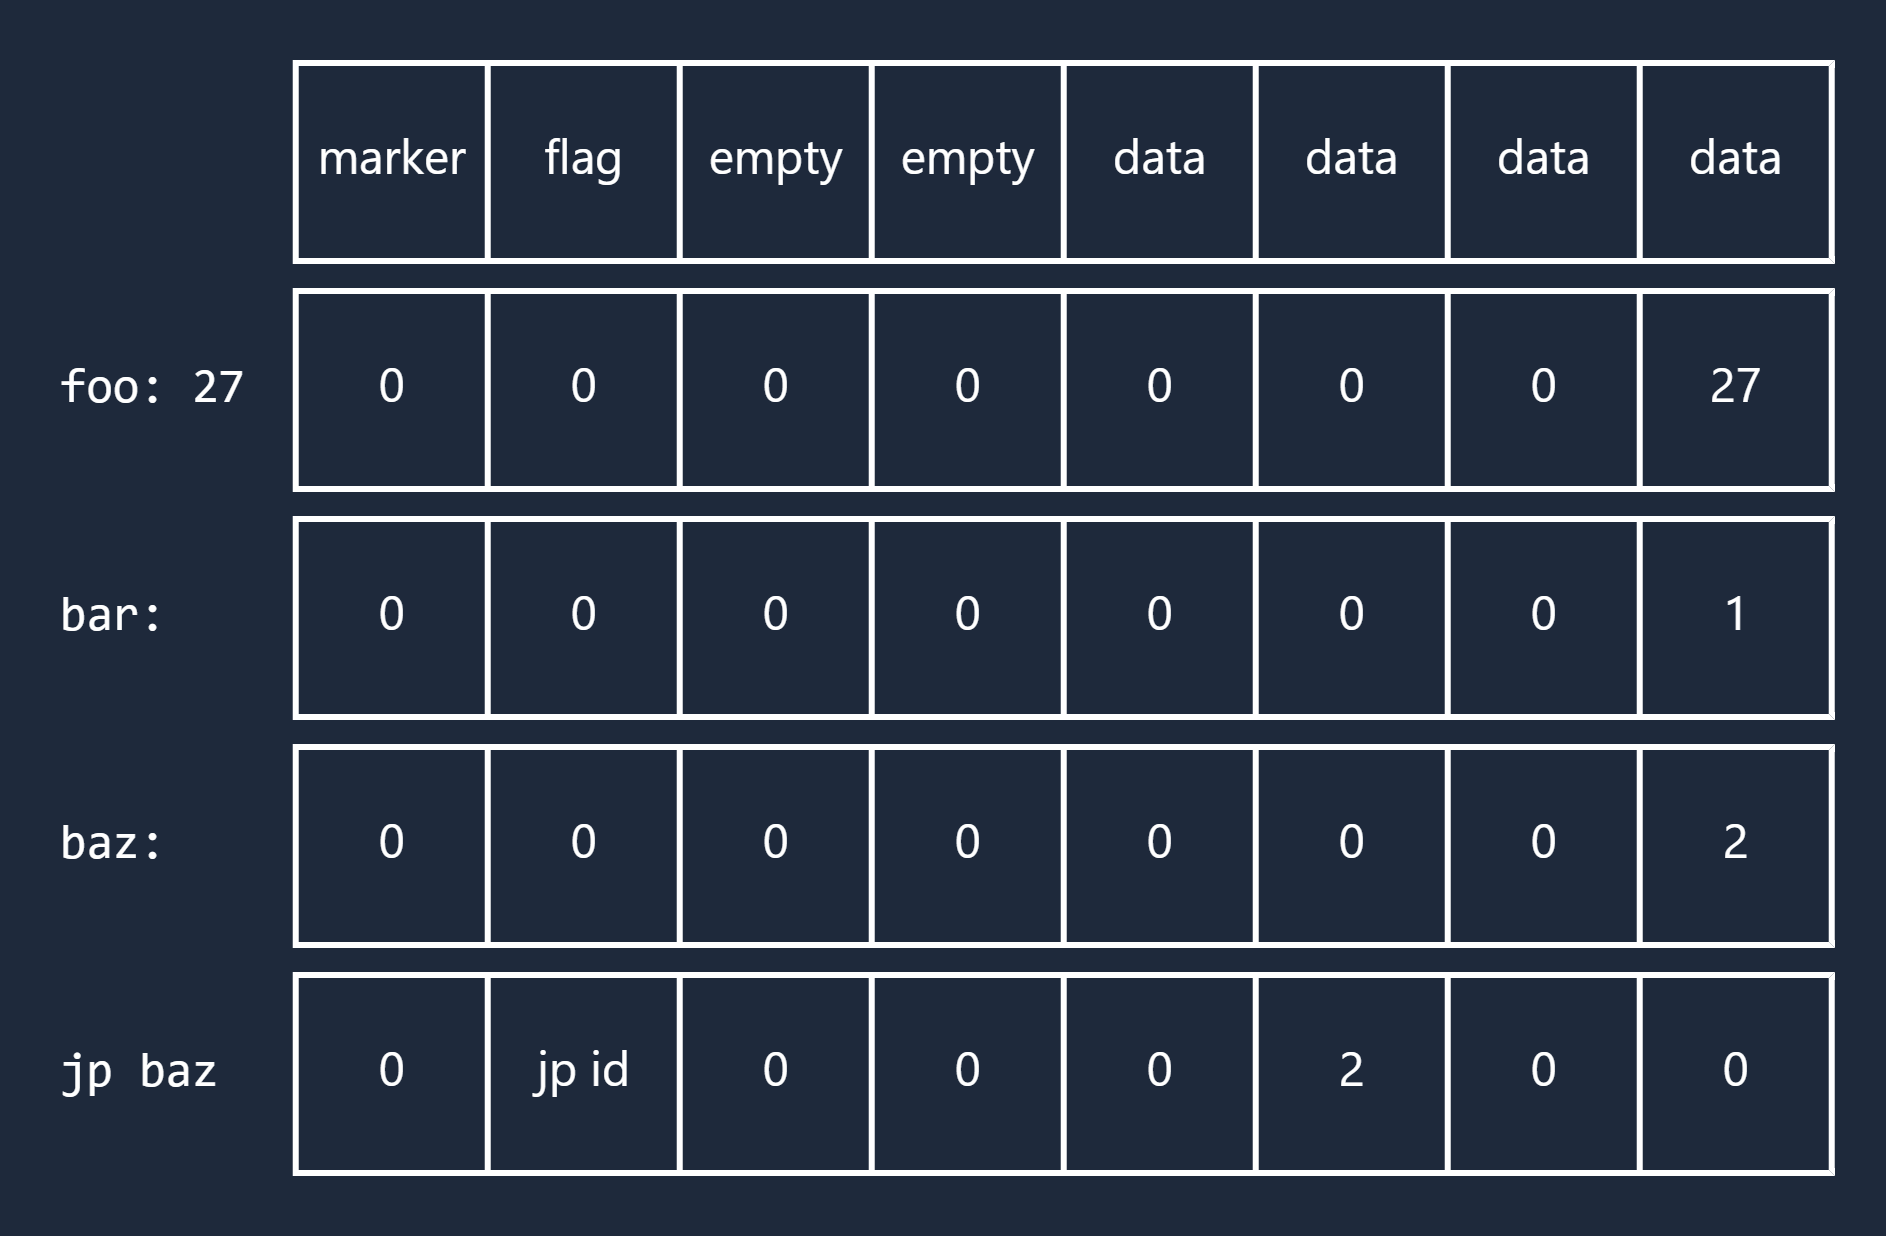 marker flag empty empty data data data data
foo: 27 0 0 0 0 0 0 0 27
bar: 0 0 0 0 0 0 0 1
baz: 0 0 0 0 0 0 0 2
jp baz 0 jp id 0 0 0 2 0 0